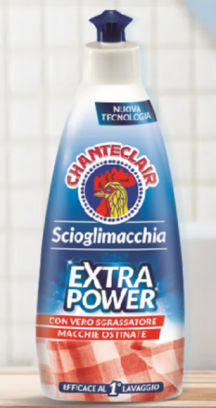 NUOVA
TECNOLOGIA
CHANTECLAIR
Scioglimacchia
EXTRA
POWER
CON VERO SGRASSATORE
MACCHIE OSTINATE
EFFICACE AL 1° LAVAGGIO